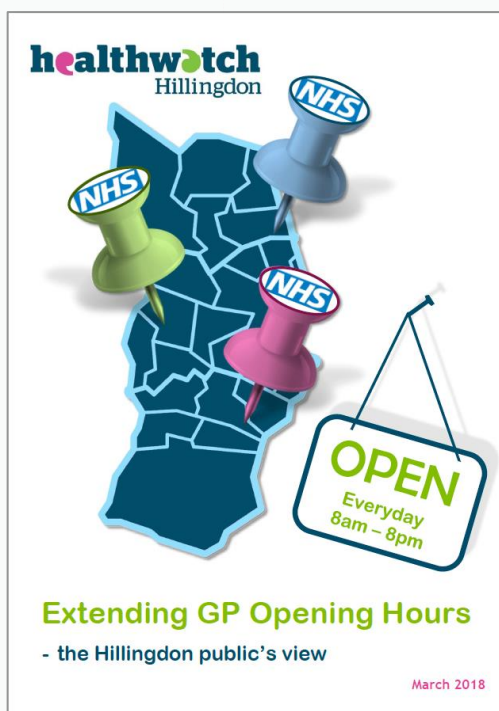 healthwatch
Hillingdon
NHS
NHS
NHS
OPEN
Everyday
8am – 8pm
Extending GP Opening Hours
- the Hillingdon public's view
March 2018